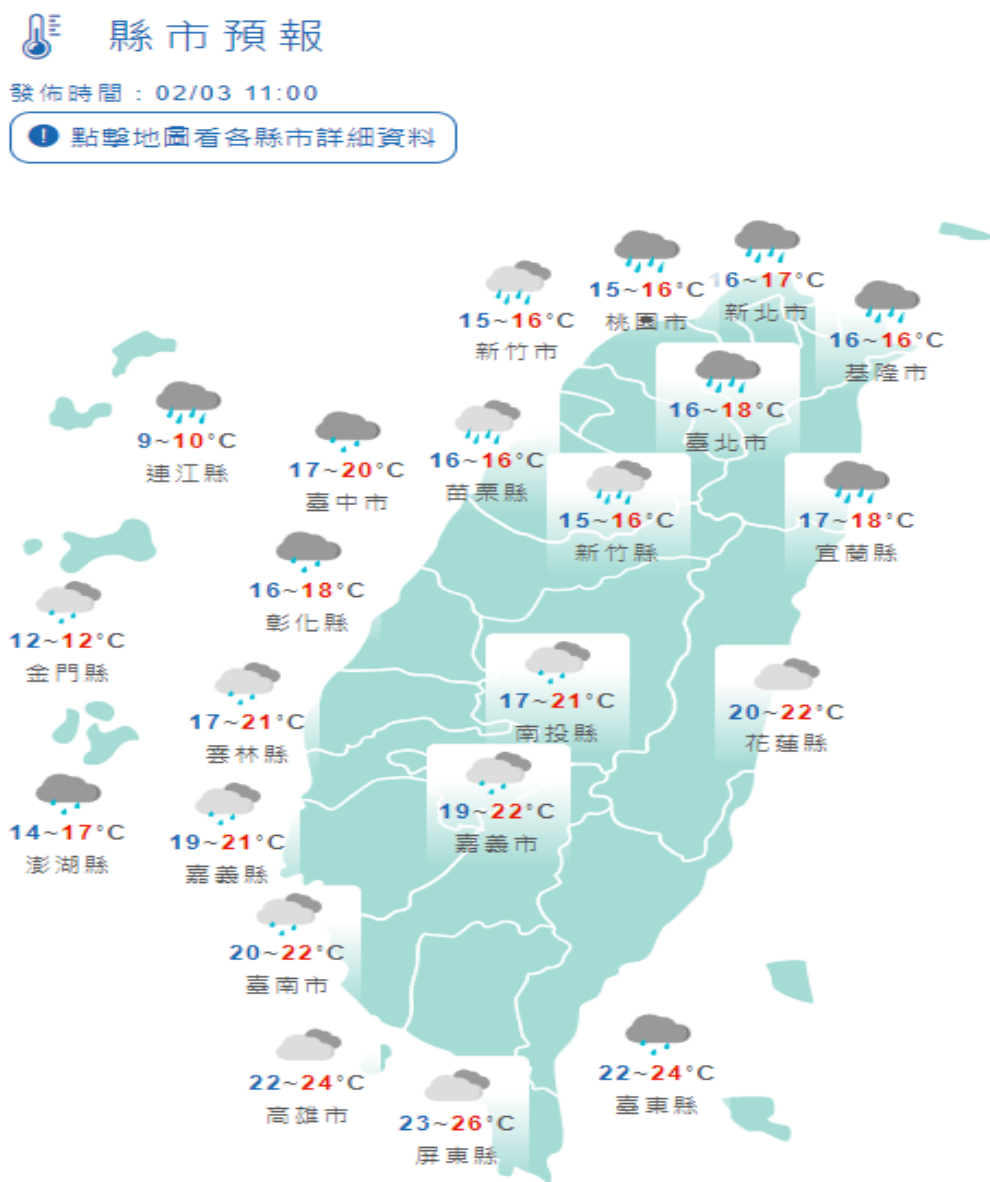 縣市預報
發佈時間：02/03 11:00
! 點擊地圖看各縣市詳細資料
16~17°C
新北市
15~16°C
桃園市
15~16°C
新竹市
16~16°C
基隆市
16~18°C
臺北市
9~10°C
連江縣
17~20°C
臺中市
16~16°C
苗栗縣
15~16°C
新竹縣
17~18°C
宜蘭縣
16~18°C
彰化縣
12~12°C
金門縣
17~21°C
南投縣
17~21°C
雲林縣
20~22°C
花蓮縣
14~17°C
澎湖縣
19~21°C
嘉義縣
19~22°C
嘉義市
20~22°C
臺南市
22~24°C
高雄市
23~26°C
屏東縣
22~24°C
臺東縣